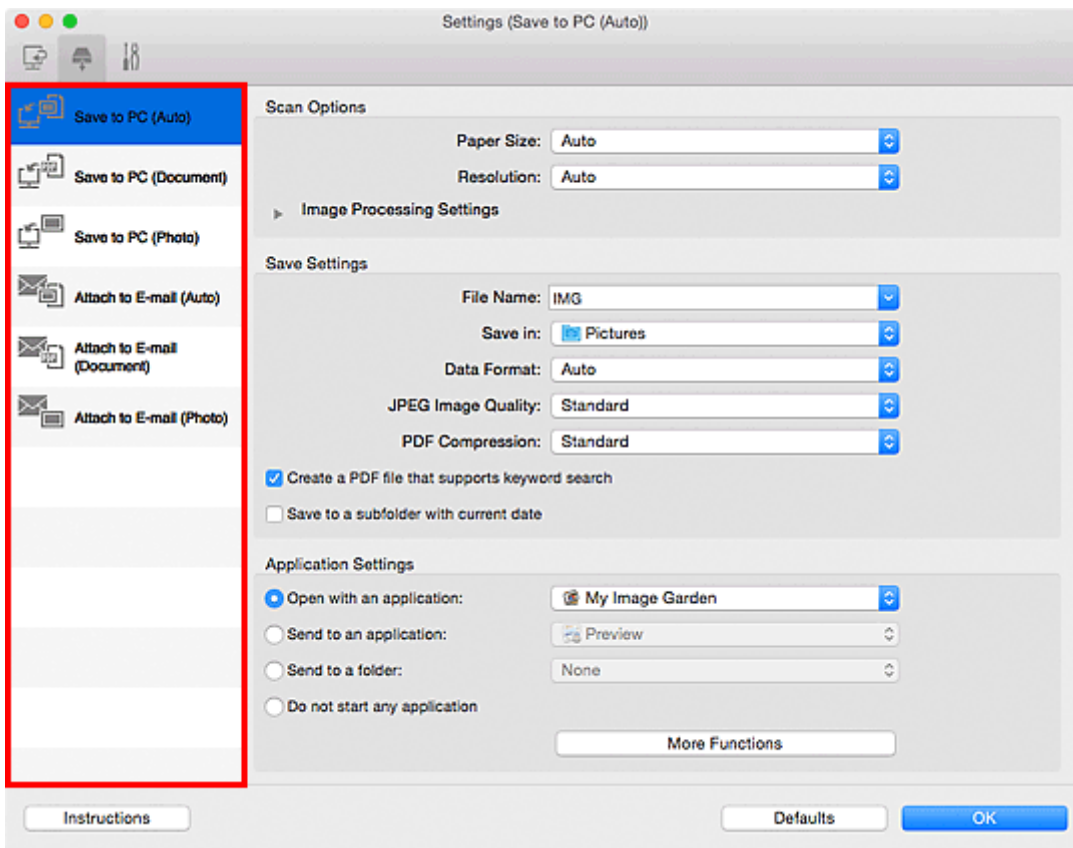 Settings (Save to PC (Auto))
Save to PC (Auto)
Save to PC (Document)
Save to PC (Photo)
Attach to E-mail (Auto)
Attach to E-mail
(Document)
Attach to E-mail (Photo)
Scan Options
Paper Size: Auto
Resolution: Auto
Image Processing Settings
Save Settings
File Name: IMG
Save in: Pictures
Data Format: Auto
JPEG Image Quality: Standard
PDF Compression: Standard
Create a PDF file that supports keyword search
Save to a subfolder with current date
Application Settings
Open with an application: My Image Garden
Send to an application: Preview
Send to a folder: None
Do not start any application
More Functions
Instructions
Defaults
OK